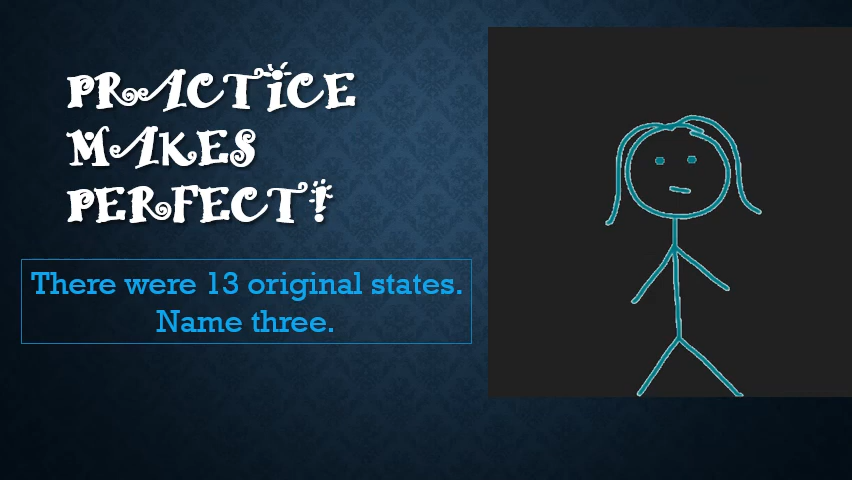 PRACTICE
MAKES
PERFECT!
There were 13 original states.
Name three.